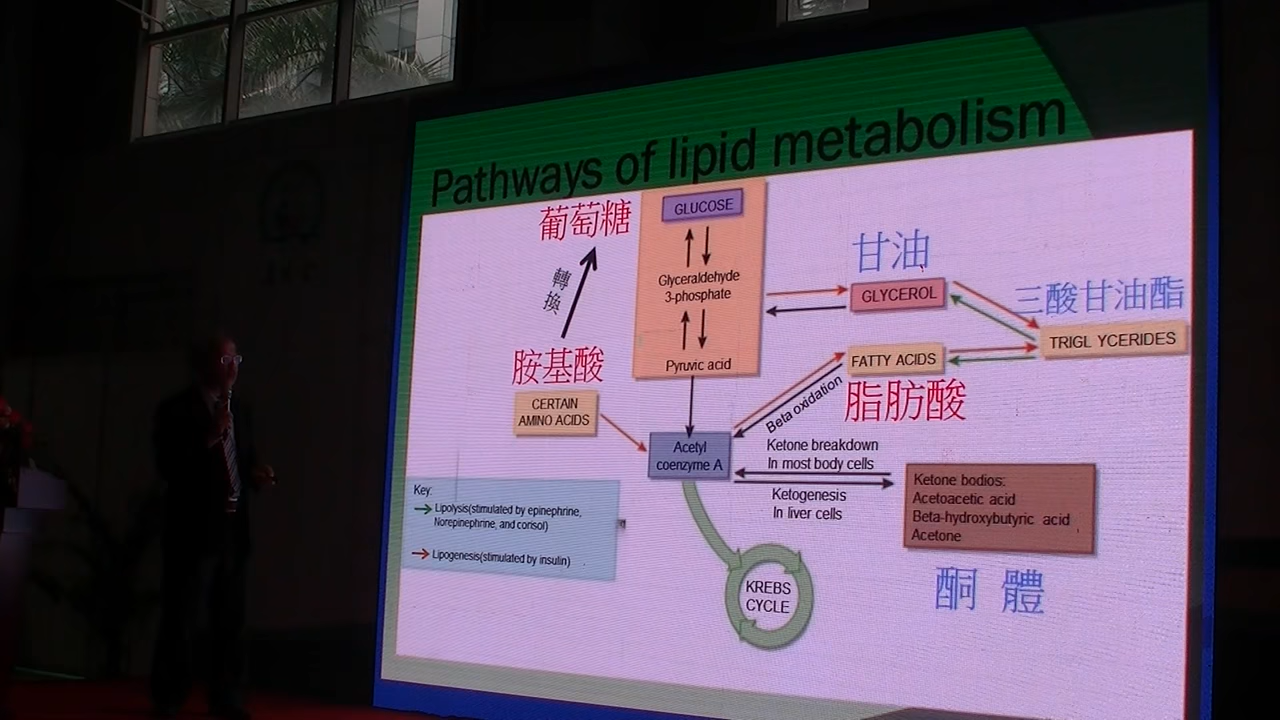 Pathways of lipid metabolism
葡萄糖
GLUCOSE
轉換
Glyceraldehyde
3-phosphate
甘油
GLYCEROL
三酸甘油酯
TRIGL YCERIDES
胺基酸
Pyruvic acid
FATTY ACIDS
脂肪酸
CERTAIN
AMINO ACIDS
Beta oxidation
Acetyl
coenzyme A
Ketone breakdown
In most body cells
Ketogenesis
In liver cells
Ketone bodios:
Acetoacetic acid
Beta-hydroxybutyric acid
Acetone
酮 體
Key:
Lipolysis(stimulated by epinephrine,
Norepinephrine, and corisol)
Lipogenesis(stimulated by insulin)
KREBS
CYCLE